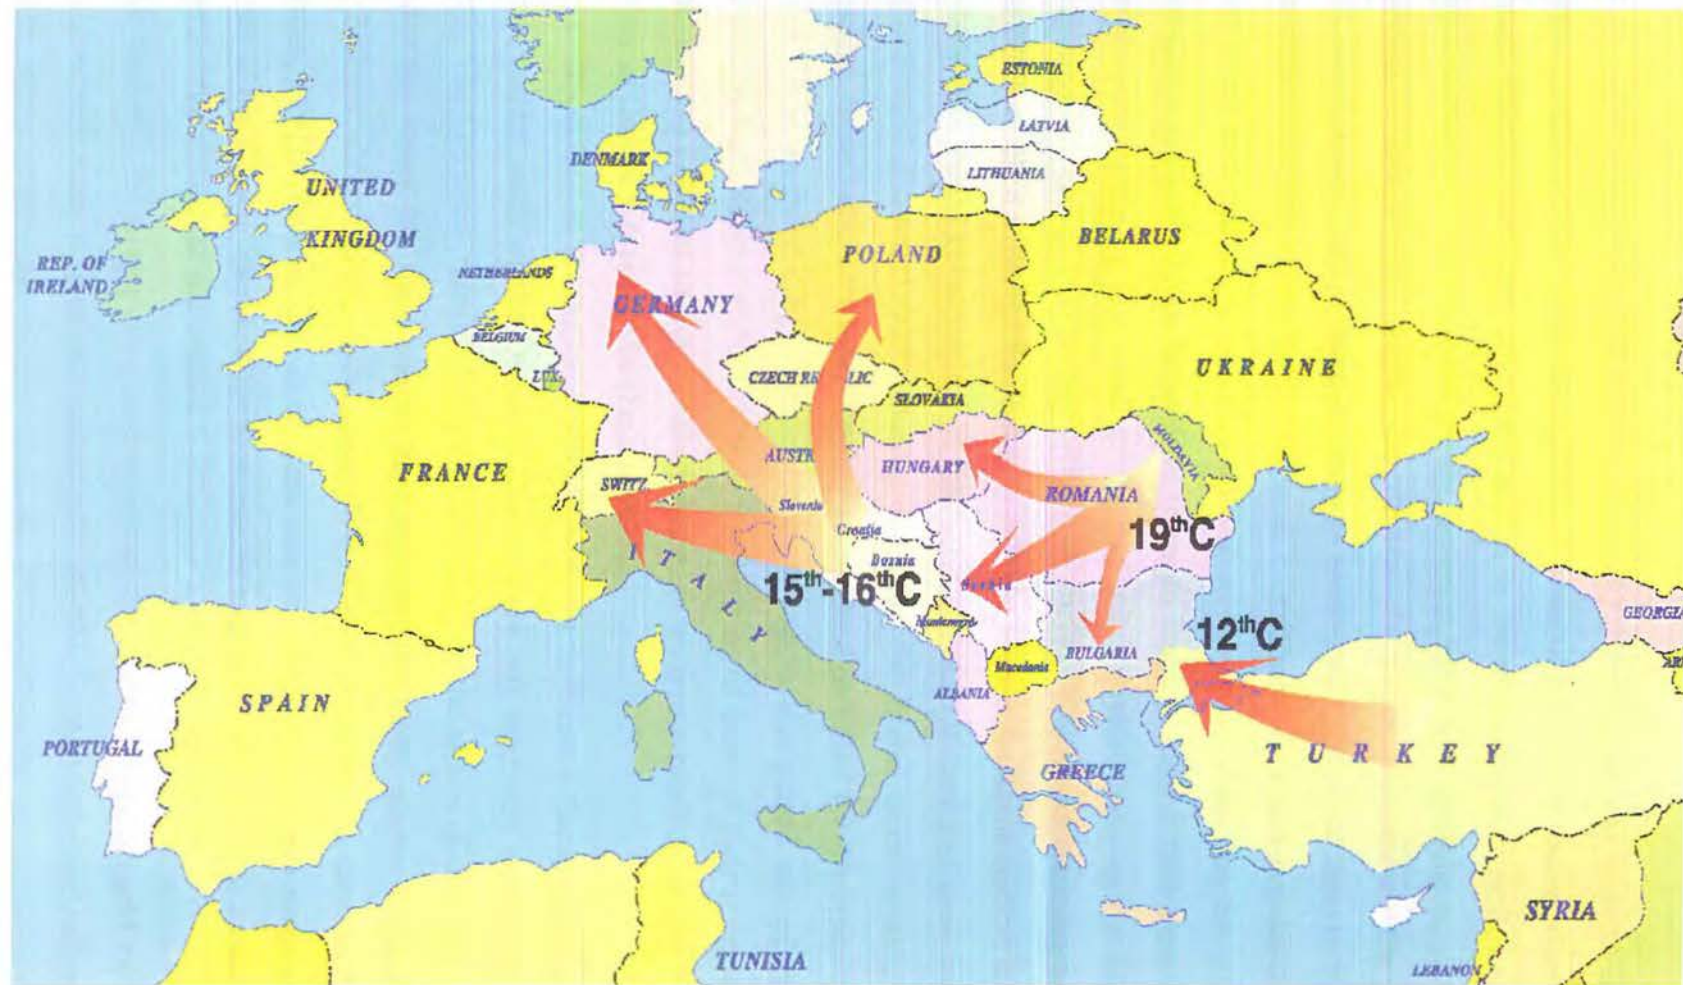 ESTONIA
LATVIA
LITHUANIA
DENMARK
UNITED
KINGDOM
REP. OF
IRELAND
NETHERLANDS
BELGIUM
LUX.
GERMANY
POLAND
BELARUS
UKRAINE
SLOVAKIA
MOLDAVIA
FRANCE
SWITZ.
HUNGARY
ROMANIA
Slovenia
Croatia
Bosnia
19thC
15th-16thC
ITALY
12thC
BULGARIA
Macedonia
ALBANIA
GEORGIA
SPAIN
PORTUGAL
GREECE
TURKEY
SYRIA
TUNISIA
LEBANON